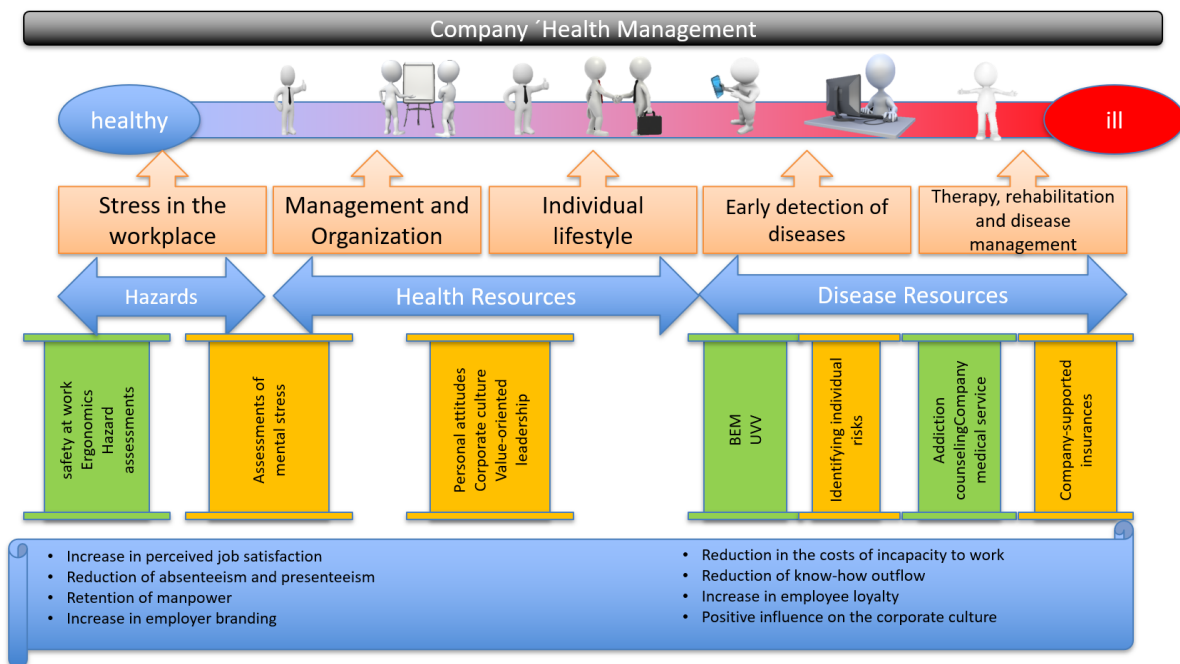 Company ´Health Management
healthy
ill
Stress in the
workplace
Management and
Organization
Individual
lifestyle
Early detection of
diseases
Therapy, rehabilitation
and disease
management
Hazards
Health Resources
Disease Resources
safety at work
Ergonomics
Hazard
assessments
Assessments of
mental stress
Personal attitudes
Corporate culture
Value-oriented
leadership
BEM
UVV
Identifying individual
risks
Addiction
counselingCompany
medical service
Company-supported
insurances
• Increase in perceived job satisfaction
• Reduction of absenteeism and presenteeism
• Retention of manpower
• Increase in employer branding
• Reduction in the costs of incapacity to work
• Reduction of know-how outflow
• Increase in employee loyalty
• Positive influence on the corporate culture